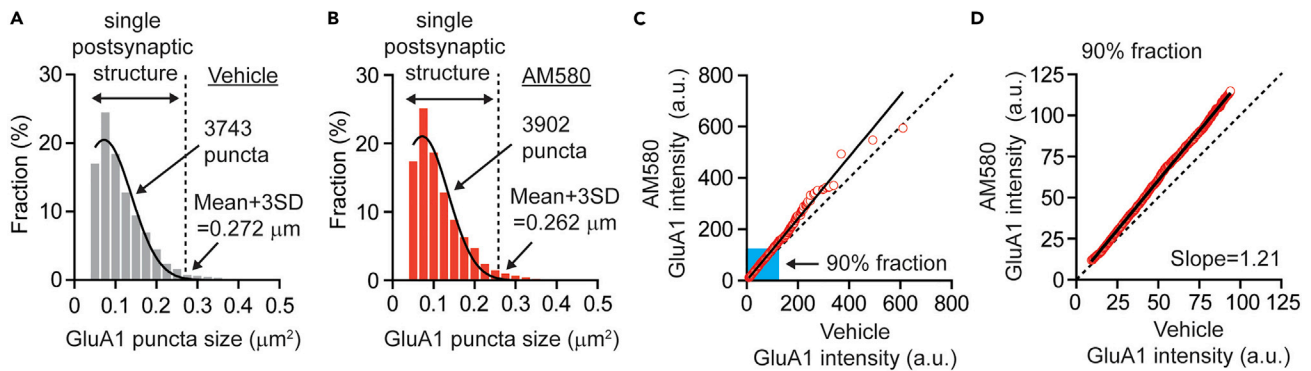 A
single
postsynaptic
structure
Vehicle
30
20
10
0
Fraction (%)
3743
puncta
Mean+3SD
=0.272 μm
0 0.1 0.2 0.3 0.4 0.5
GluA1 puncta size (μm²)
B
single
postsynaptic
structure
AM580
30
20
10
0
Fraction (%)
3902
puncta
Mean+3SD
=0.262 μm
0 0.1 0.2 0.3 0.4 0.5
GluA1 puncta size (μm²)
C
800
600
400
200
0
AM580
GluA1 intensity (a.u.)
90% fraction
0 200 400 600 800
Vehicle
GluA1 intensity (a.u.)
D
90% fraction
125
100
75
50
25
0
AM580
GluA1 intensity (a.u.)
Slope=1.21
0 25 50 75 100 125
Vehicle
GluA1 intensity (a.u.)